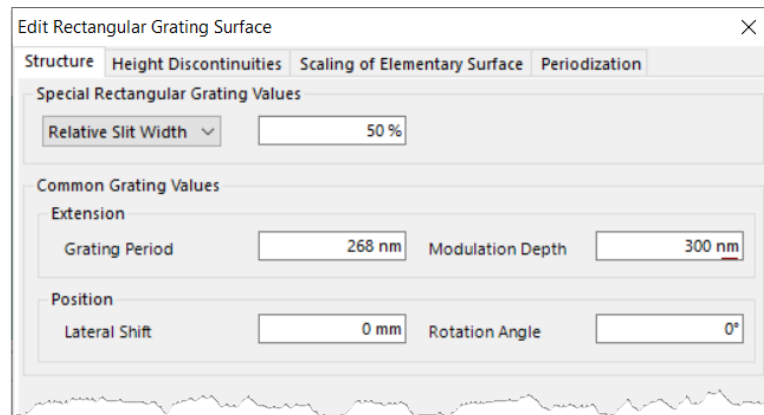 Edit Rectangular Grating Surface
Structure Height Discontinuities Scaling of Elementary Surface Periodization
Special Rectangular Grating Values
Relative Slit Width 50 %
Common Grating Values
Extension
Grating Period 268 nm Modulation Depth 300 nm
Position
Lateral Shift 0 mm Rotation Angle 0°